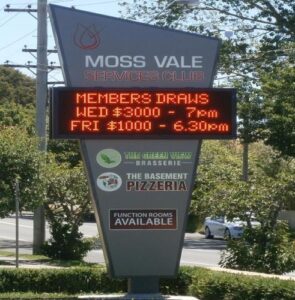 MOSS VALE
SERVICES CLUB
MEMBERS DRAWS
WED $3000 - 7PM
FRI $1000 - 6.30PM
THE GREEN VIEW
BRASSERIE
THE BASEMENT
PIZZERIA
FUNCTION ROOMS
AVAILABLE